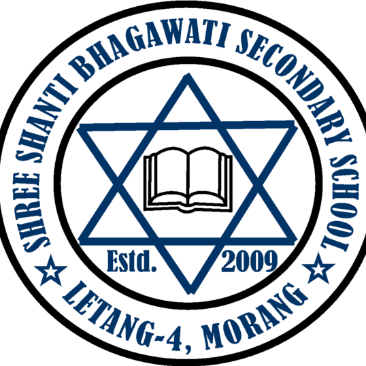 SHREE SHANTI BHAGAWATI SECONDARY SCHOOL
Estd. 2009
LETANG-4, MORANG